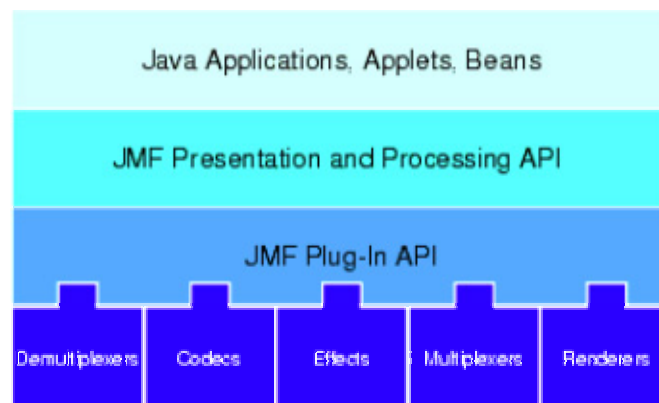 Java Applications, Applets, Beans
JMF Presentation and Processing API
JMF Plug-In API
Demultiplexers Codecs Effects Multiplexers Renderers